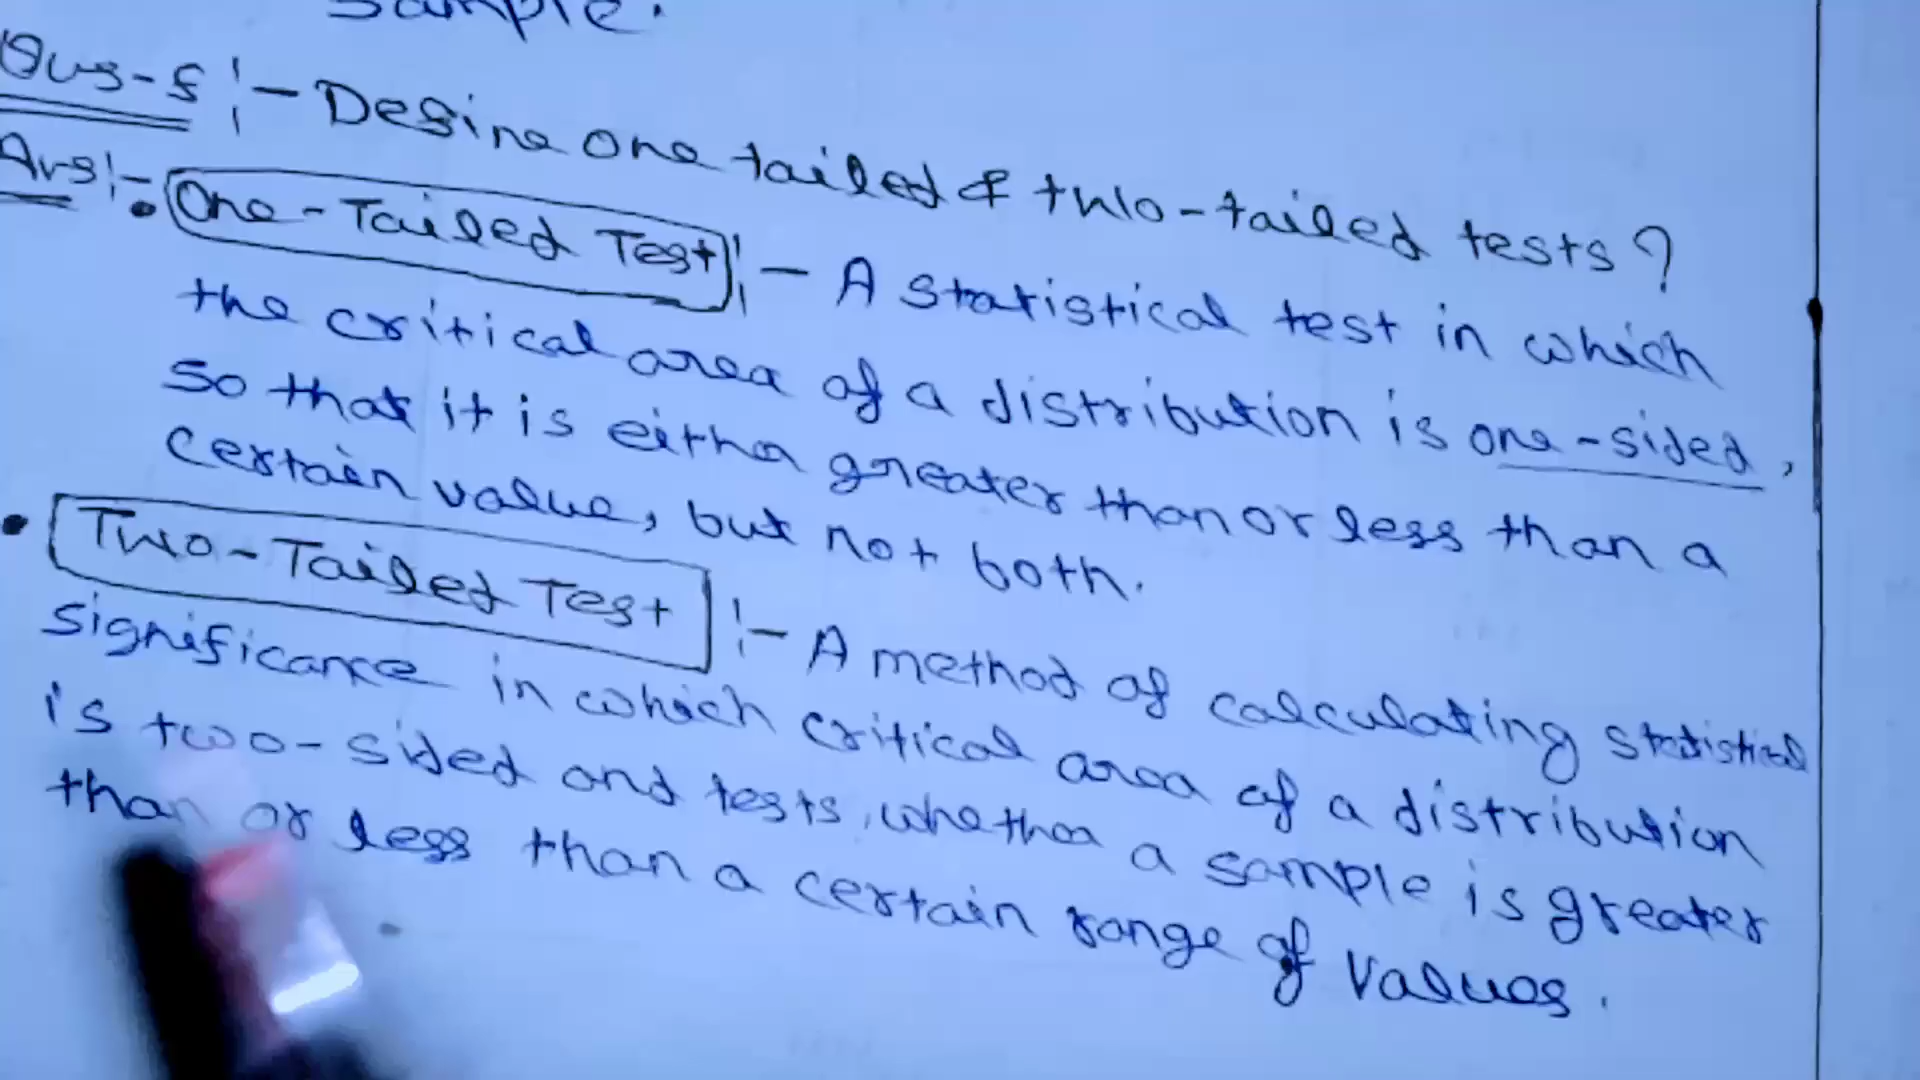 Sample.
Ques-5 :- Define one tailed & two-tailed tests?
Ans:- • One-Tailed Test :- A statistical test in which
the critical area of a distribution is one-sided,
so that it is either greater than or less than a
certain value, but not both.
• Two-Tailed Test :- A method of calculating statistical
significance in which critical area of a distribution
is two-sided and tests, whether a sample is greater
than or less than a certain range of values.